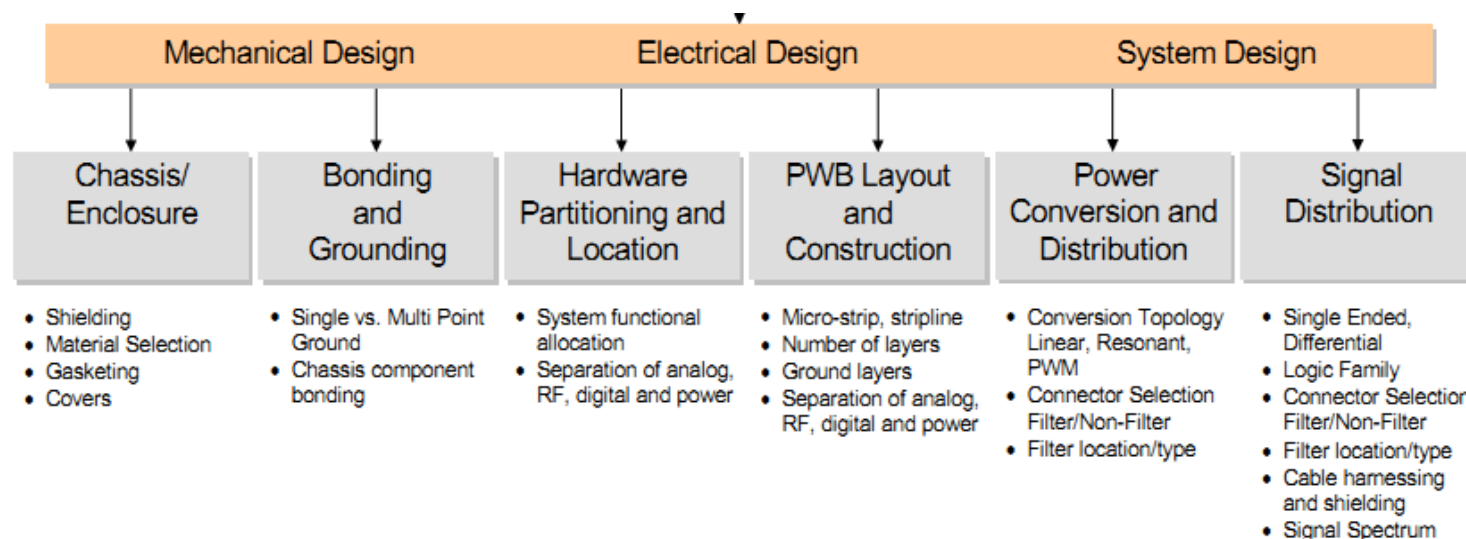 Mechanical Design
Electrical Design
System Design
Chassis/
Enclosure
• Shielding
• Material Selection
• Gasketing
• Covers
Bonding
and
Grounding
• Single vs. Multi Point
Ground
• Chassis component
bonding
Hardware
Partitioning and
Location
• System functional
allocation
• Separation of analog,
RF, digital and power
PWB Layout
and
Construction
• Micro-strip, stripline
• Number of layers
• Ground layers
• Separation of analog,
RF, digital and power
Power
Conversion and
Distribution
• Conversion Topology
Linear, Resonant,
PWM
• Connector Selection
Filter/Non-Filter
• Filter location/type
Signal
Distribution
• Single Ended,
Differential
• Logic Family
• Connector Selection
Filter/Non-Filter
• Filter location/type
• Cable harnessing
and shielding
• Signal Spectrum